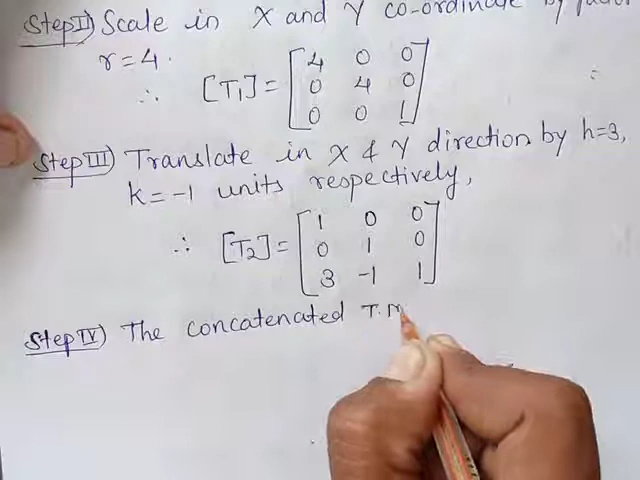 Step II) Scale in X and Y co-ordinate by factor
r = 4.
∴ [T₁] = [4 0 0
0 4 0
0 0 1]
Step III) Translate in X & Y direction by h=3,
k = -1 units respectively,
∴ [T₂] = [1 0 0
0 1 0
3 -1 1]
Step IV) The concatenated T.M